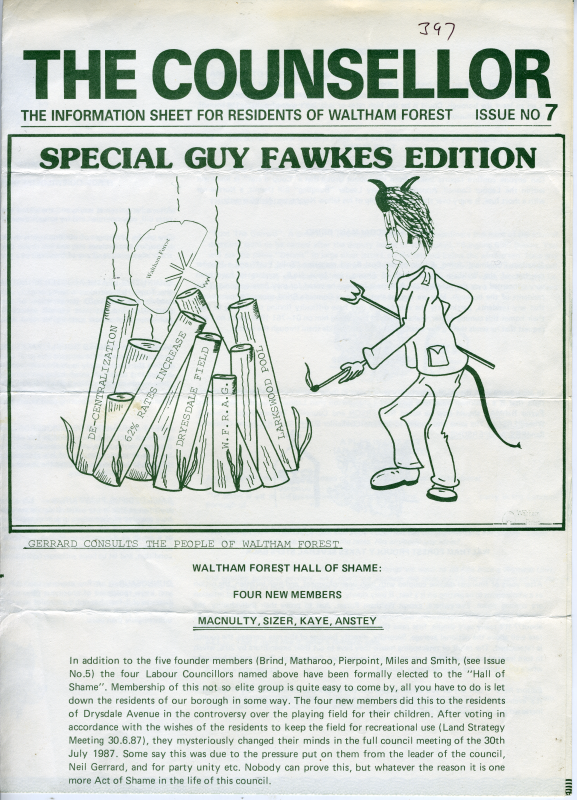 397
THE COUNSELLOR
THE INFORMATION SHEET FOR RESIDENTS OF WALTHAM FOREST ISSUE NO 7
SPECIAL GUY FAWKES EDITION
Waltham Forest
DE-CENTRALIZATION
62% RATES INCREASE
DRYESDALE FIELD
W.F.R.A.G.
LARKSWOOD POOL
GERRARD CONSULTS THE PEOPLE OF WALTHAM FOREST
WALTHAM FOREST HALL OF SHAME:
FOUR NEW MEMBERS
MACNULTY, SIZER, KAYE, ANSTEY
In addition to the five founder members (Brind, Matharoo, Pierpoint, Miles and Smith, (see Issue
No.5) the four Labour Councillors named above have been formally elected to the "Hall of
Shame". Membership of this not so elite group is quite easy to come by, all you have to do is let
down the residents of our borough in some way. The four new members did this to the residents
of Drysdale Avenue in the controversy over the playing field for their children. After voting in
accordance with the wishes of the residents to keep the field for recreational use (Land Strategy
Meeting 30.6.87), they mysteriously changed their minds in the full council meeting of the 30th
July 1987. Some say this was due to the pressure put on them from the leader of the council,
Neil Gerrard, and for party unity etc. Nobody can prove this, but whatever the reason it is one
more Act of Shame in the life of this council.